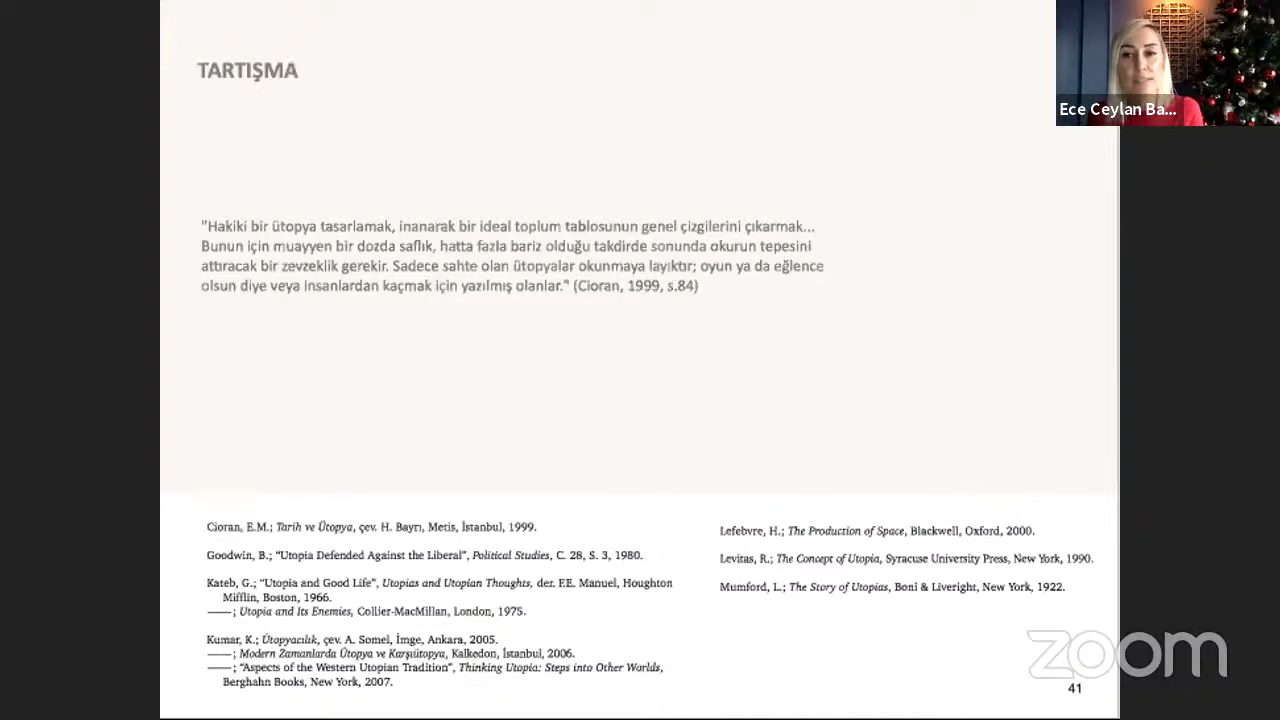 TARTIŞMA
Ece Ceylan Ba...
"Hakiki bir ütopya tasarlamak, inanarak bir ideal toplum tablosunun genel çizgilerini çıkarmak...
Bunun için muayyen bir dozda saflık, hatta fazla bariz olduğu takdirde sonunda okurun tepesini
attıracak bir zevzeklik gerekir. Sadece sahte olan ütopyalar okunmaya layıktır; oyun ya da eğlence
olsun diye veya insanlardan kaçmak için yazılmış olanlar." (Cioran, 1999, s.84)
Cioran, E.M.; Tarih ve Ütopya, çev. H. Bayrı, Metis, İstanbul, 1999.
Goodwin, B.; "Utopia Defended Against the Liberal", Political Studies, C. 28, S. 3, 1980.
Kateb, G.; "Utopia and Good Life", Utopias and Utopian Thoughts, der. F.E. Manuel, Houghton
Mifflin, Boston, 1966.
——; Utopia and Its Enemies, Collier-MacMillan, London, 1975.
Kumar, K.; Ütopyacılık, çev. A. Somel, İmge, Ankara, 2005.
——; Modern Zamanlarda Ütopya ve Karşıütopya, Kalkedon, İstanbul, 2006.
——; "Aspects of the Western Utopian Tradition", Thinking Utopia: Steps into Other Worlds,
Berghahn Books, New York, 2007.
Lefebvre, H.; The Production of Space, Blackwell, Oxford, 2000.
Levitas, R.; The Concept of Utopia, Syracuse University Press, New York, 1990.
Mumford, L.; The Story of Utopias, Boni & Liveright, New York, 1922.
zoom
41